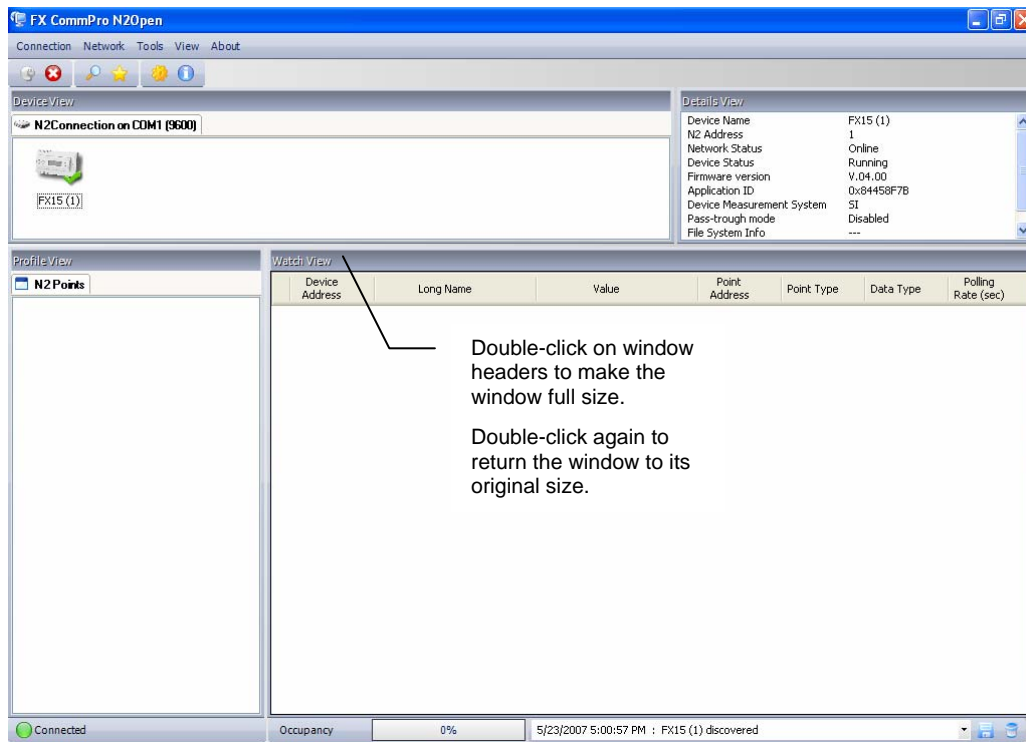 FX CommPro N2Open
Connection Network Tools View About
Device View
N2Connection on COM1 (9600)
FX15 (1)
Details View
Device Name FX15 (1)
N2 Address 1
Network Status Online
Device Status Running
Firmware version V.04.00
Application ID 0x84458F7B
Device Measurement System SI
Pass-trough mode Disabled
File System Info ---
Profile View
N2 Points
Watch View
Device Address Long Name Value Point Address Point Type Data Type Polling Rate (sec)
Double-click on window
headers to make the
window full size.
Double-click again to
return the window to its
original size.
Connected Occupancy 0% 5/23/2007 5:00:57 PM : FX15 (1) discovered